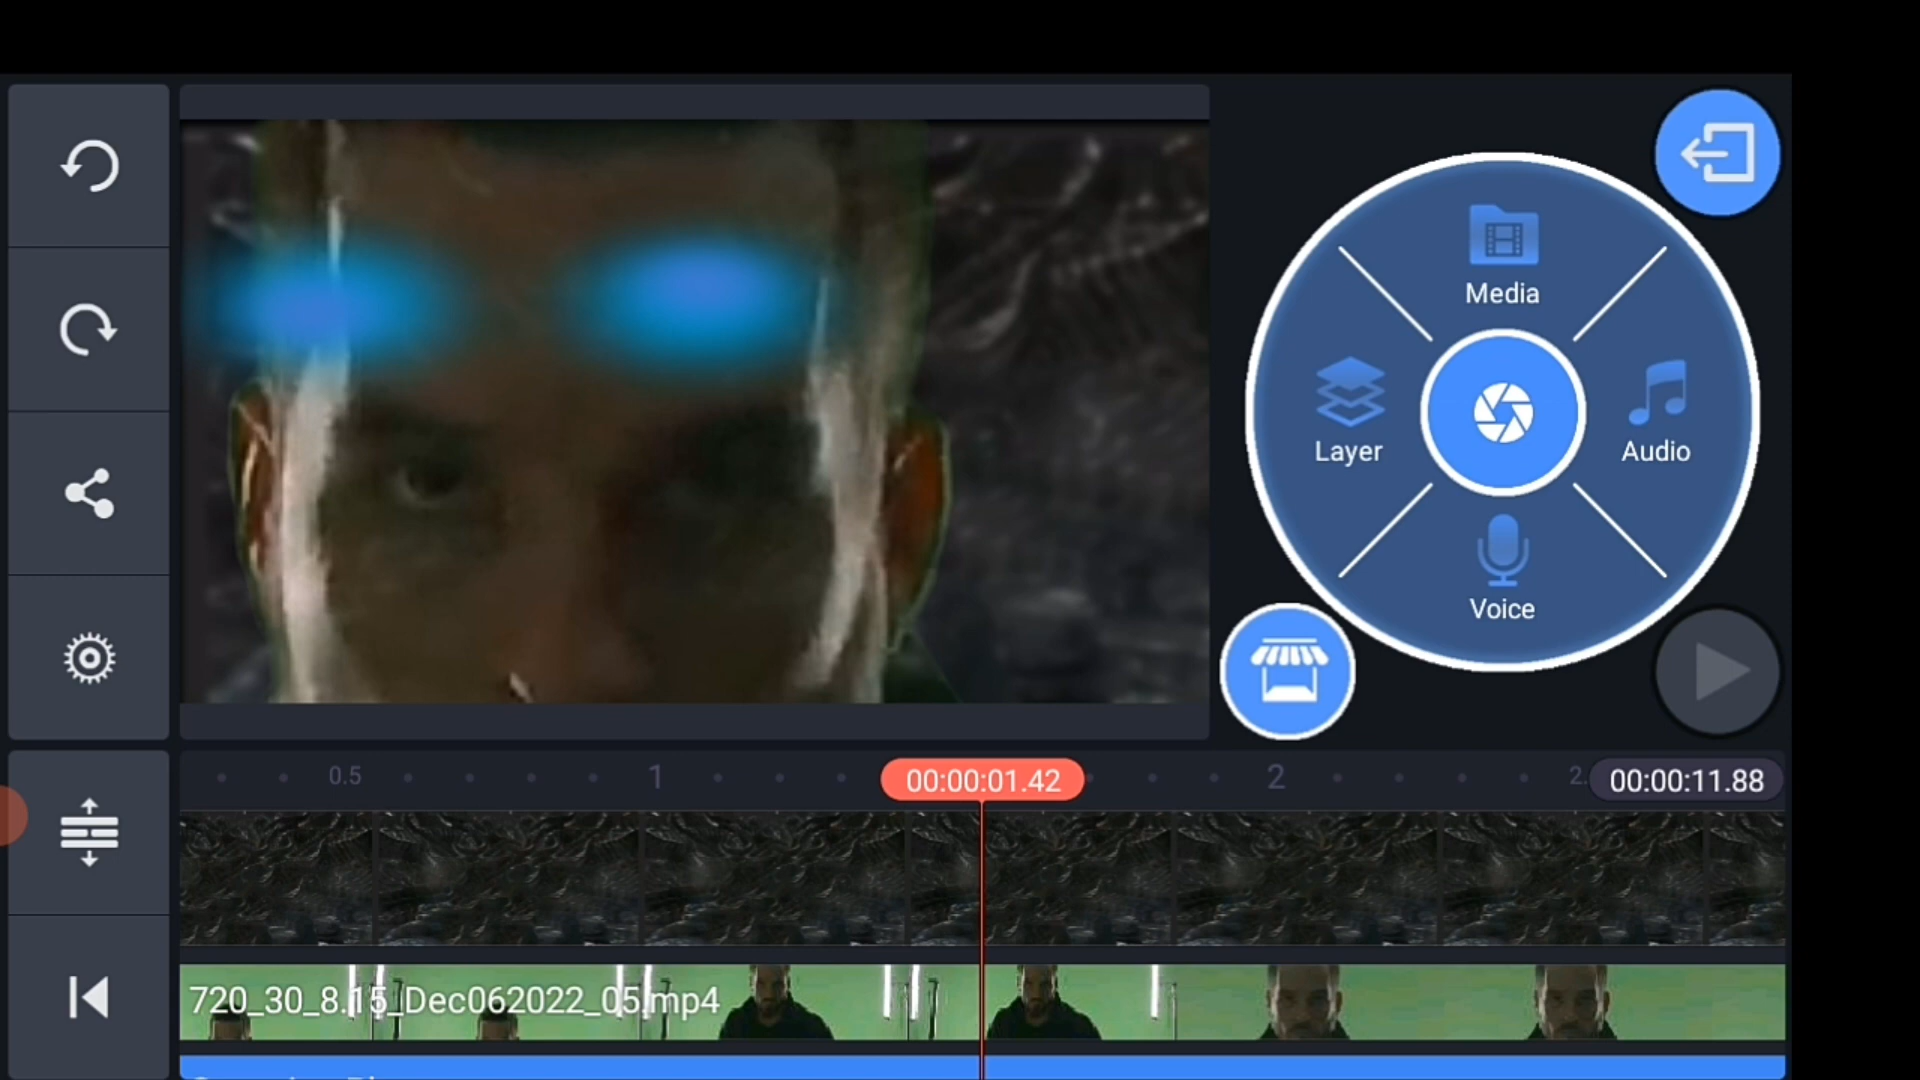 Media
Layer
Audio
Voice
0.5
1
00:00:01.42
2
2.
00:00:11.88
720_30_8.15_Dec062022_05.mp4